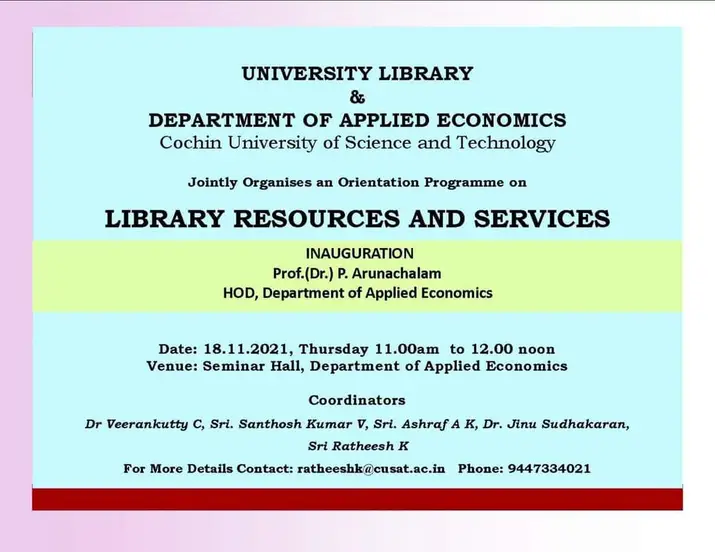 UNIVERSITY LIBRARY
&
DEPARTMENT OF APPLIED ECONOMICS
Cochin University of Science and Technology
Jointly Organises an Orientation Programme on
LIBRARY RESOURCES AND SERVICES
INAUGURATION
Prof.(Dr.) P. Arunachalam
HOD, Department of Applied Economics
Date: 18.11.2021, Thursday 11.00am to 12.00 noon
Venue: Seminar Hall, Department of Applied Economics
Coordinators
Dr Veerankutty C, Sri. Santhosh Kumar V, Sri. Ashraf A K, Dr. Jinu Sudhakaran,
Sri Ratheesh K
For More Details Contact: ratheeshk@cusat.ac.in Phone: 9447334021